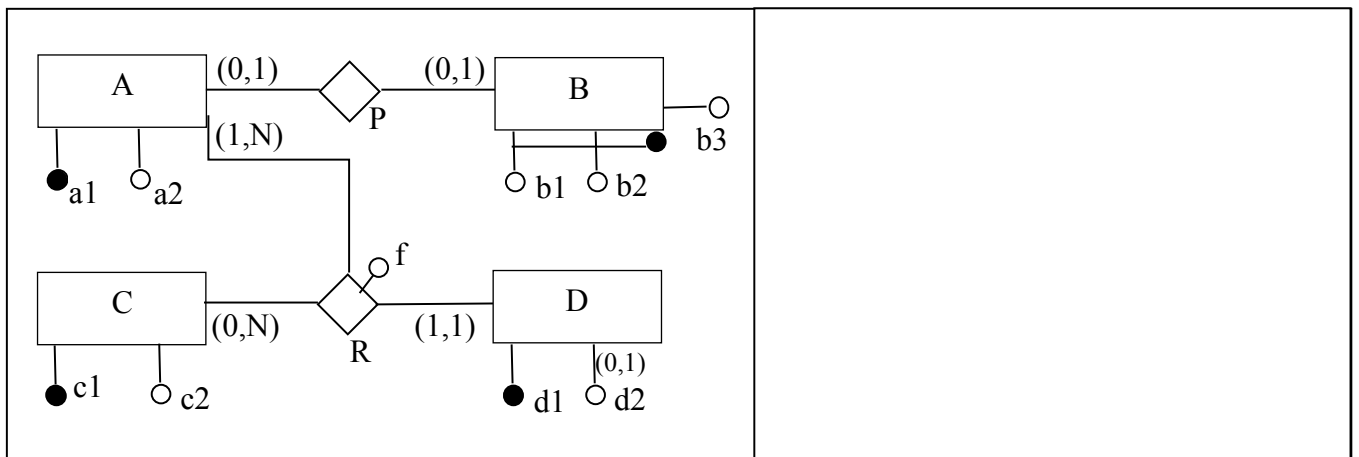 A (0,1) (0,1) B
P b3
(1,N)
a1 a2 b1 b2
f
C D
(0,N) (1,1)
R (0,1)
c1 c2 d1 d2